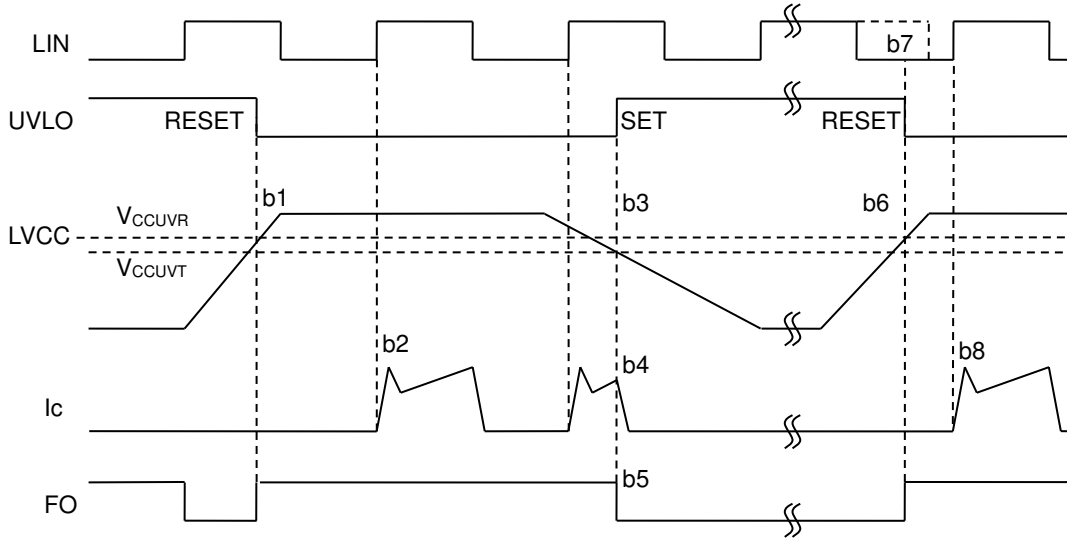 LIN
b7
UVLO
RESET
SET
RESET
b1
b3
b6
VCCUVR
LVCC
VCCUVT
b2
b4
b8
Ic
b5
FO